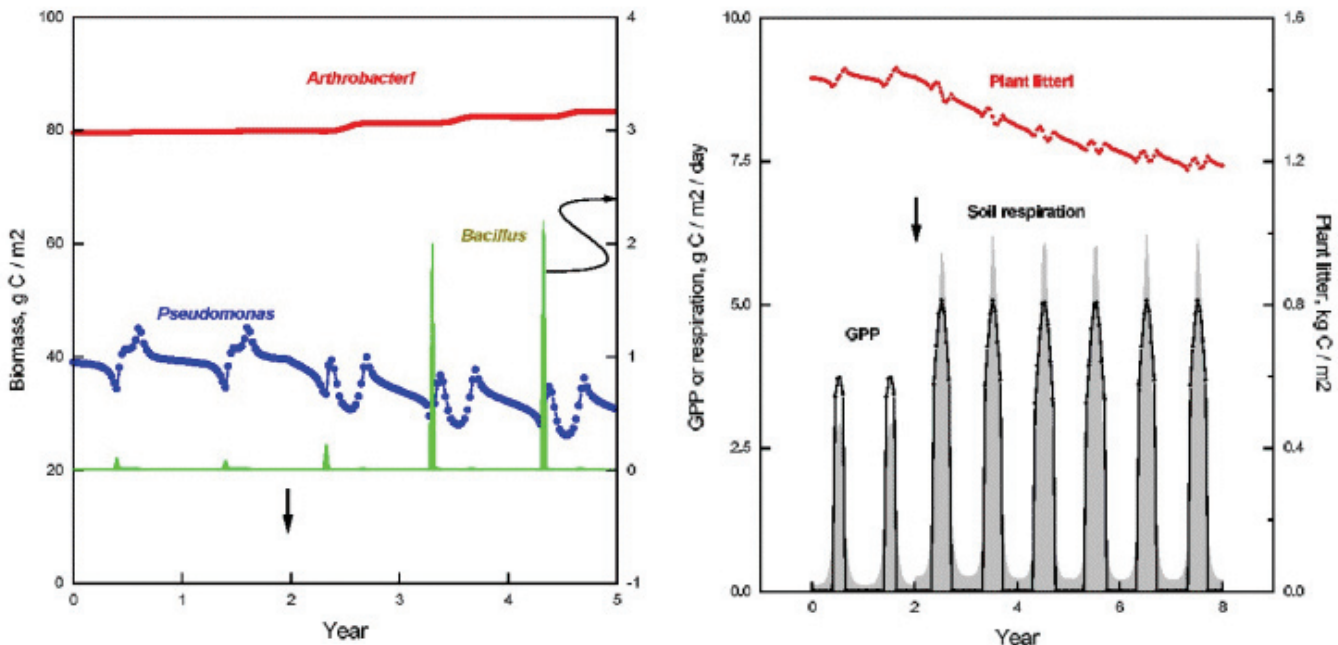 Biomass, g C / m2
100
80
60
40
20
0
4
3
2
1
0
-1
0 1 2 3 4 5
Year
Arthrobacterf
Bacillus
Pseudomonas
GPP or respiration, g C / m2 / day
10.0
7.5
5.0
2.5
0.0
1.6
1.2
0.8
0.4
0.0
Plant litter, kg C / m2
0 2 4 6 8
Year
Plant litterf
Soil respiration
GPP